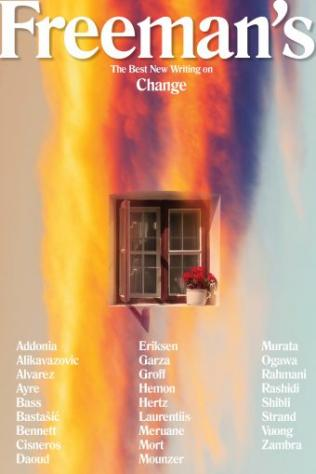 Freeman's
The Best New Writing on
Change
Addonia
Alikavazovic
Alvarez
Ayre
Bass
Bastašić
Bennett
Cisneros
Daoud
Eriksen
Garza
Groff
Hemon
Hertz
Laurentiis
Meruane
Mort
Mounzer
Murata
Ogawa
Rahmani
Rashidi
Shibli
Strand
Vuong
Zambra